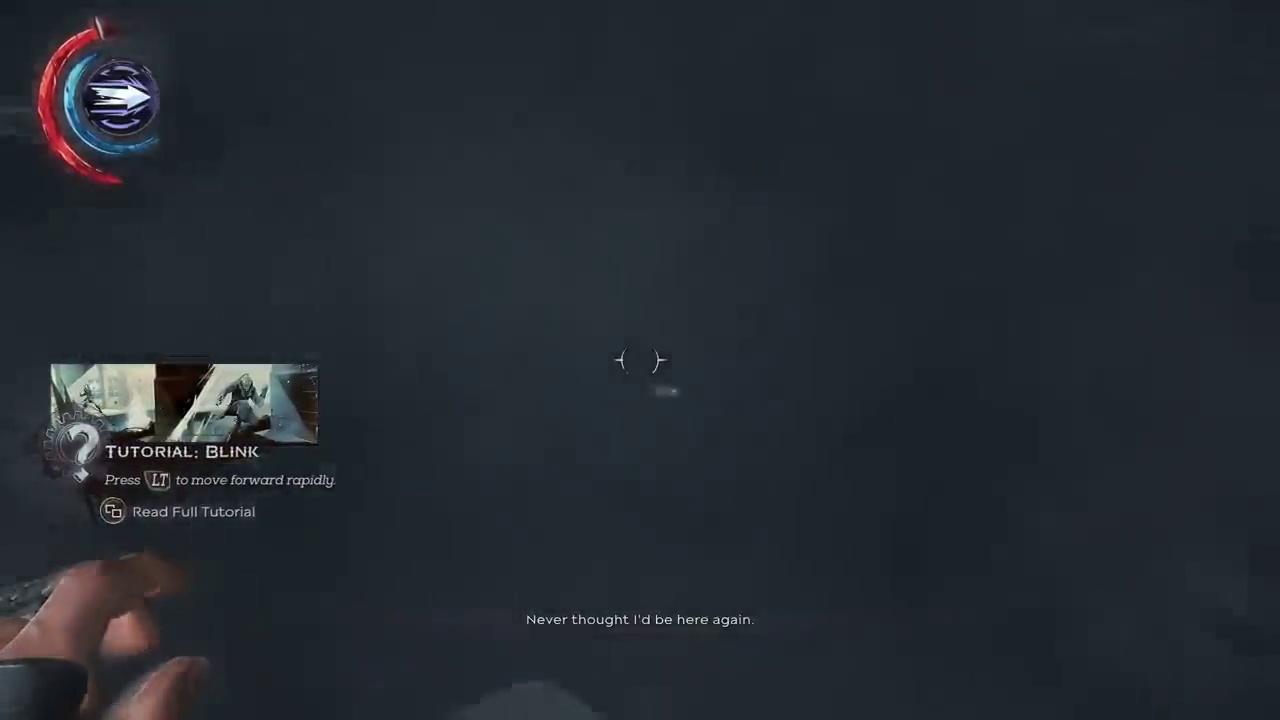 TUTORIAL: BLINK
Press LT to move forward rapidly.
Read Full Tutorial
Never thought I'd be here again.